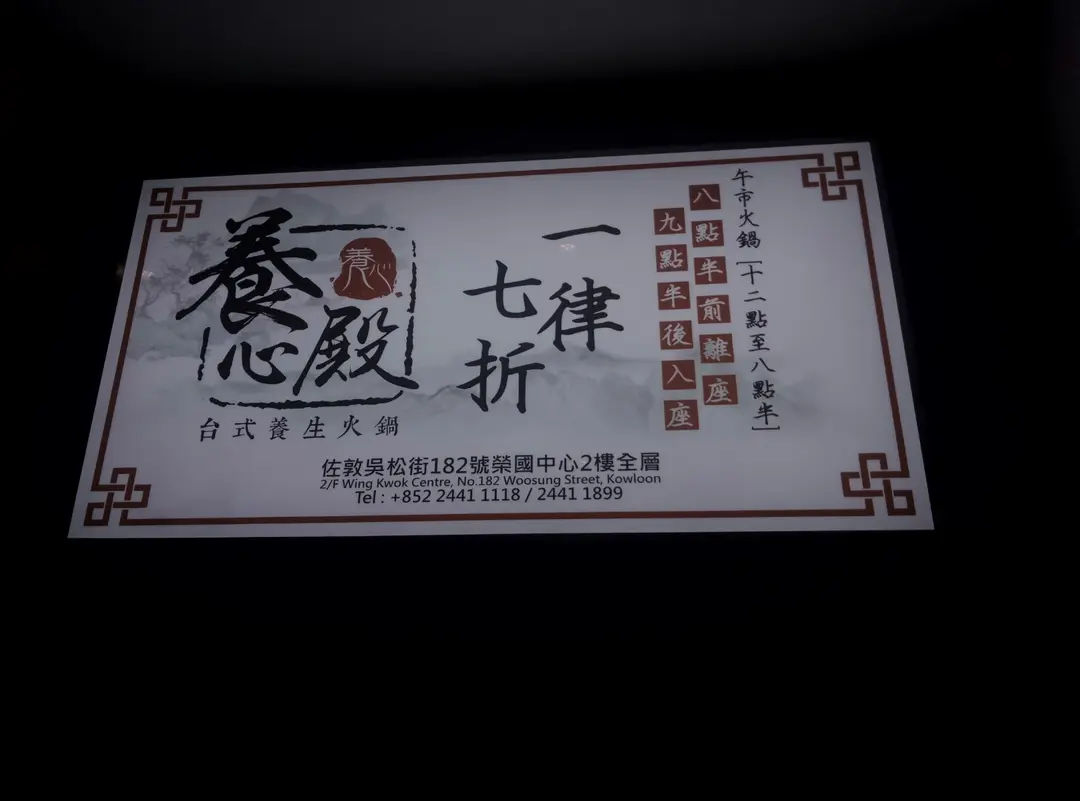 養心殿
養心
台式養生火鍋
一律
七折
午市火鍋[十二點至八點半]
八點半前離座
九點半後入座
佐敦吳松街182號榮國中心2樓全層
2/F Wing Kwok Centre, No.182 Woosung Street, Kowloon
Tel : +852 2441 1118 / 2441 1899